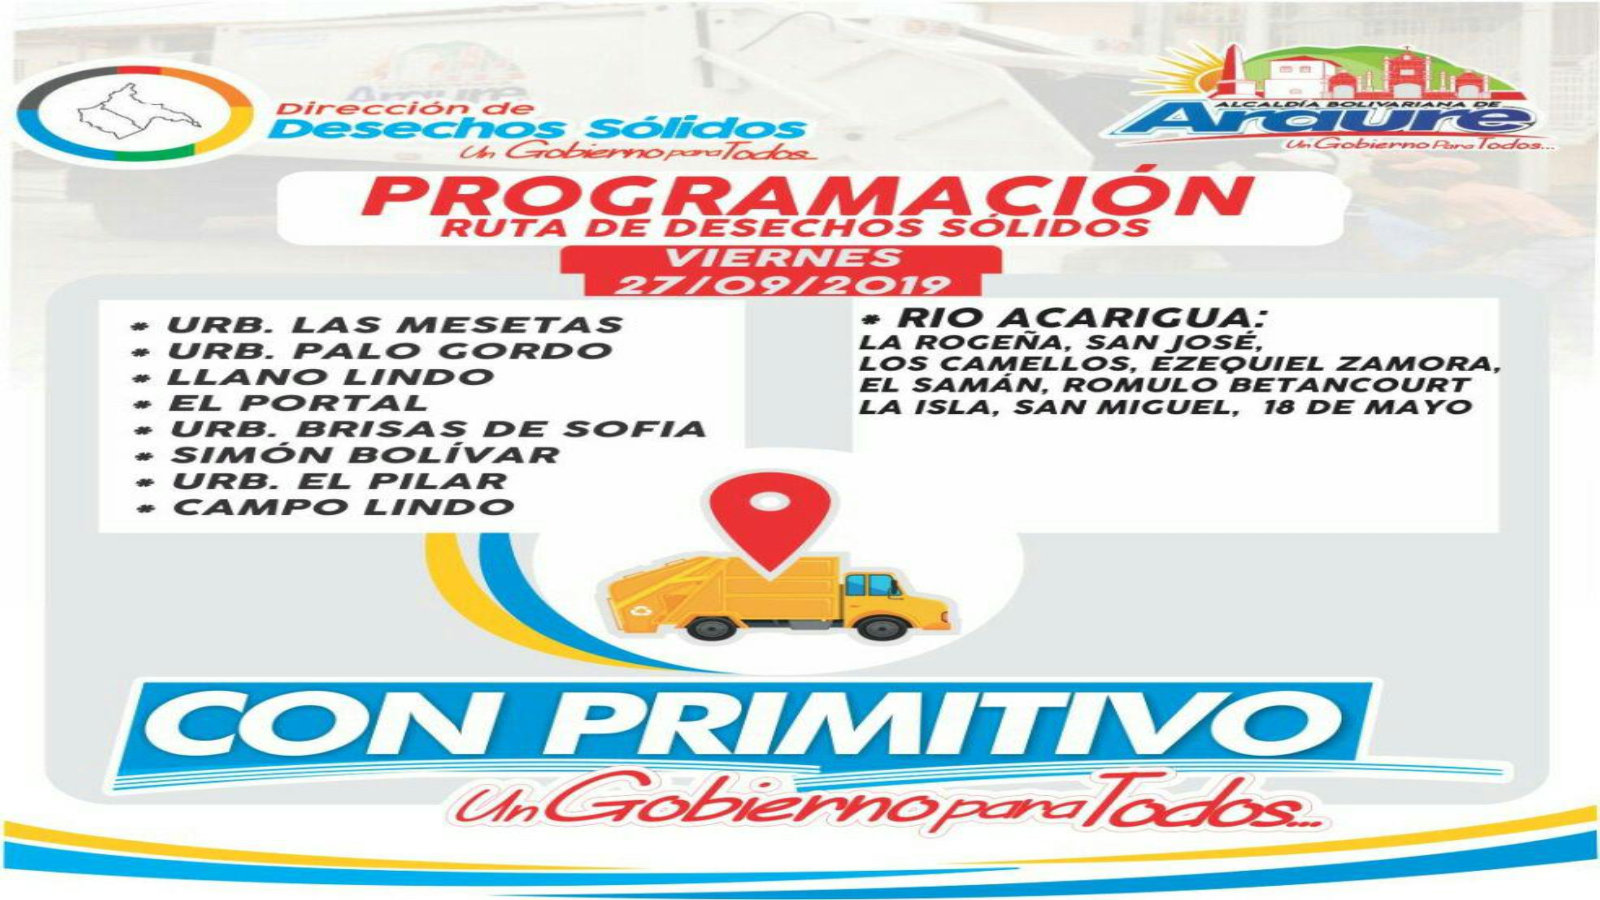 Dirección de
Desechos Sólidos
Un Gobierno para Todos...
ALCALDÍA BOLIVARIANA DE
Araure
Un Gobierno Para Todos...
PROGRAMACIÓN
RUTA DE DESECHOS SÓLIDOS
VIERNES
27/09/2019
* URB. LAS MESETAS
* URB. PALO GORDO
* LLANO LINDO
* EL PORTAL
* URB. BRISAS DE SOFIA
* SIMÓN BOLÍVAR
* URB. EL PILAR
* CAMPO LINDO
* RIO ACARIGUA:
LA ROGEÑA, SAN JOSÉ,
LOS CAMELLOS, EZEQUIEL ZAMORA,
EL SAMÁN, ROMULO BETANCOURT
LA ISLA, SAN MIGUEL, 18 DE MAYO
CON PRIMITIVO
Un Gobierno para Todos...